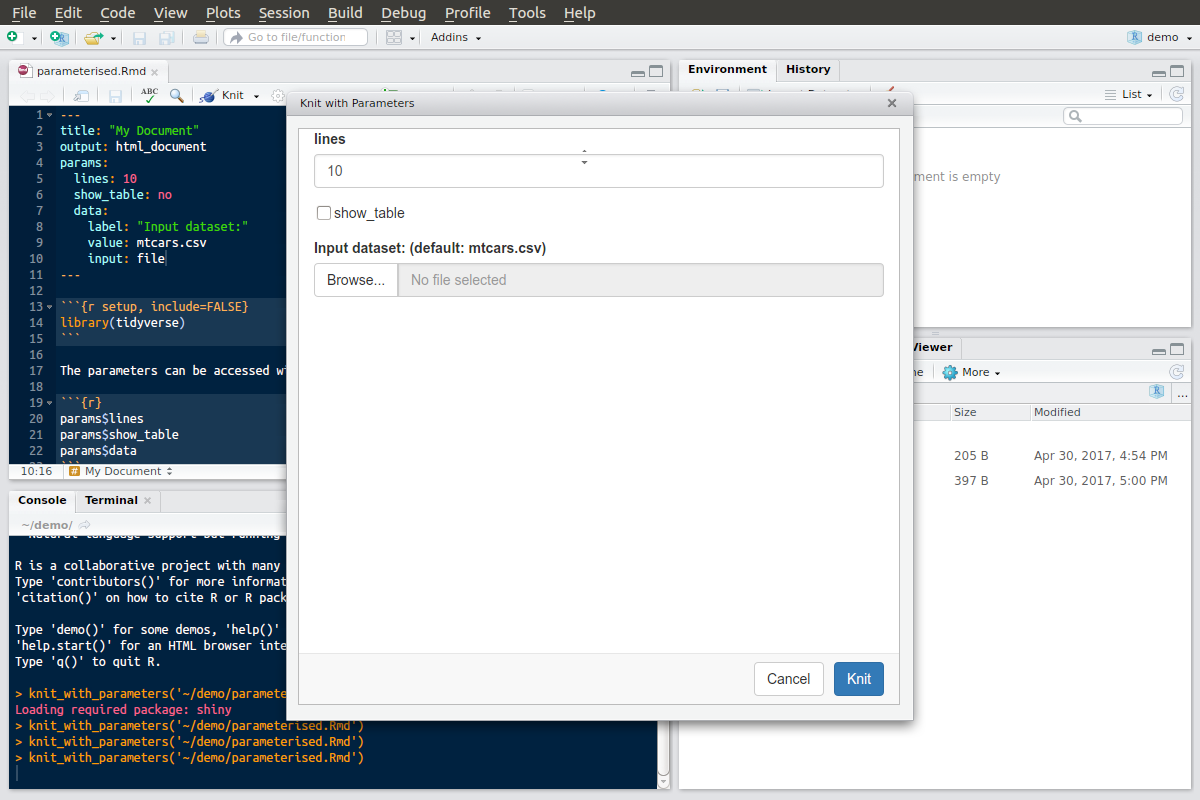 File Edit Code View Plots Session Build Debug Profile Tools Help
Go to file/function
Addins
demo
parameterised.Rmd
ABC
Knit
1 ---
2 title: "My Document"
3 output: html_document
4 params:
5 lines: 10
6 show_table: no
7 data:
8 label: "Input dataset:"
9 value: mtcars.csv
10 input: file
11 ---
12
13 ```{r setup, include=FALSE}
14 library(tidyverse)
15 ```
16
17 The parameters can be accessed
18
19 ```{r}
20 params$lines
21 params$show_table
22 params$data
10:16 # My Document
Console Terminal
~/demo/
Natural language support but running
R is a collaborative project with many
Type 'contributors()' for more informat
'citation()' on how to cite R or R pack
Type 'demo()' for some demos, 'help()'
'help.start()' for an HTML browser inte
Type 'q()' to quit R.
> knit_with_parameters('~/demo/paramete
Loading required package: shiny
> knit_with_parameters('~/demo/parameterised.Rmd')
> knit_with_parameters('~/demo/parameterised.Rmd')
> knit_with_parameters('~/demo/parameterised.Rmd')
Knit with Parameters
lines
10
show_table
Input dataset: (default: mtcars.csv)
Browse... No file selected
Cancel Knit
Environment History
List
ment is empty
Viewer
More
R
...
Size Modified
205 B Apr 30, 2017, 4:54 PM
397 B Apr 30, 2017, 5:00 PM